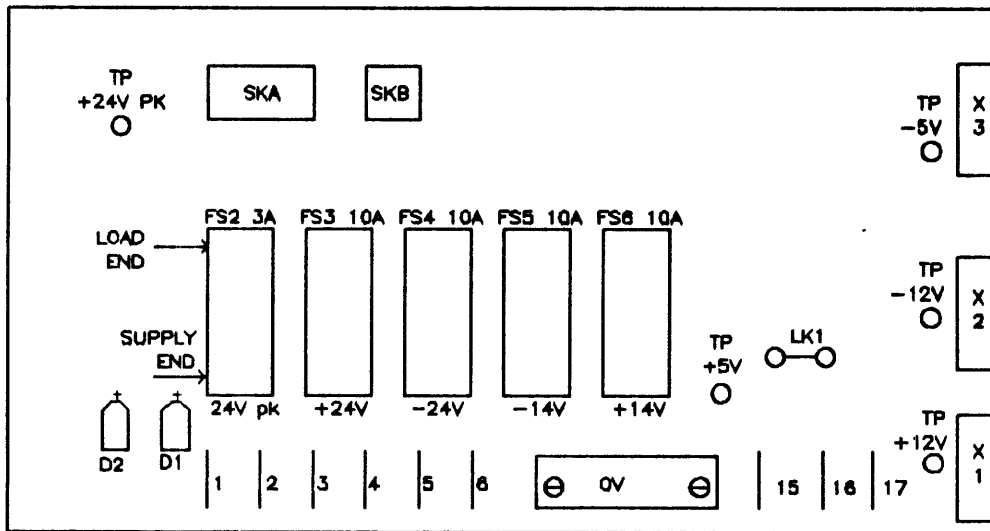 TP
+24V PK
SKA
SKB
TP
-5V
X
3
FS2 3A
FS3 10A
FS4 10A
FS5 10A
FS6 10A
LOAD
END
SUPPLY
END
TP
-12V
X
2
TP
+5V
LK1
24V pk
+24V
-24V
-14V
+14V
D2
D1
TP
+12V
X
1
1
2
3
4
5
6
0V
15
16
17